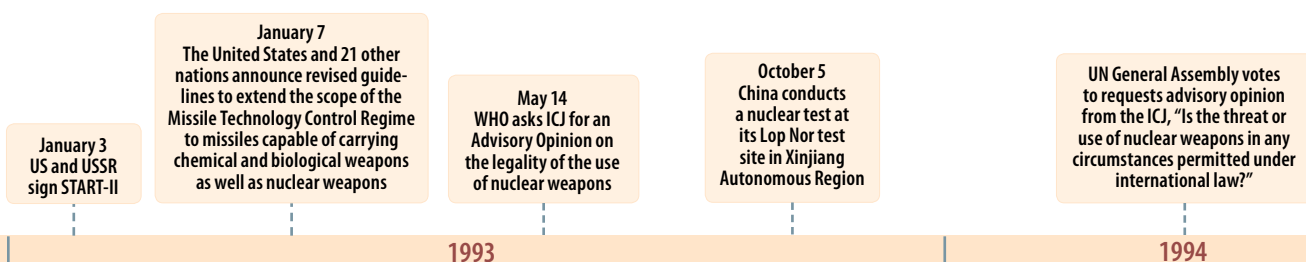 January 3
US and USSR
sign START-II
January 7
The United States and 21 other
nations announce revised guide-
lines to extend the scope of the
Missile Technology Control Regime
to missiles capable of carrying
chemical and biological weapons
as well as nuclear weapons
May 14
WHO asks ICJ for an
Advisory Opinion on
the legality of the use
of nuclear weapons
October 5
China conducts
a nuclear test at
its Lop Nor test
site in Xinjiang
Autonomous Region
UN General Assembly votes
to requests advisory opinion
from the ICJ, “Is the threat or
use of nuclear weapons in any
circumstances permitted under
international law?”
1993
1994